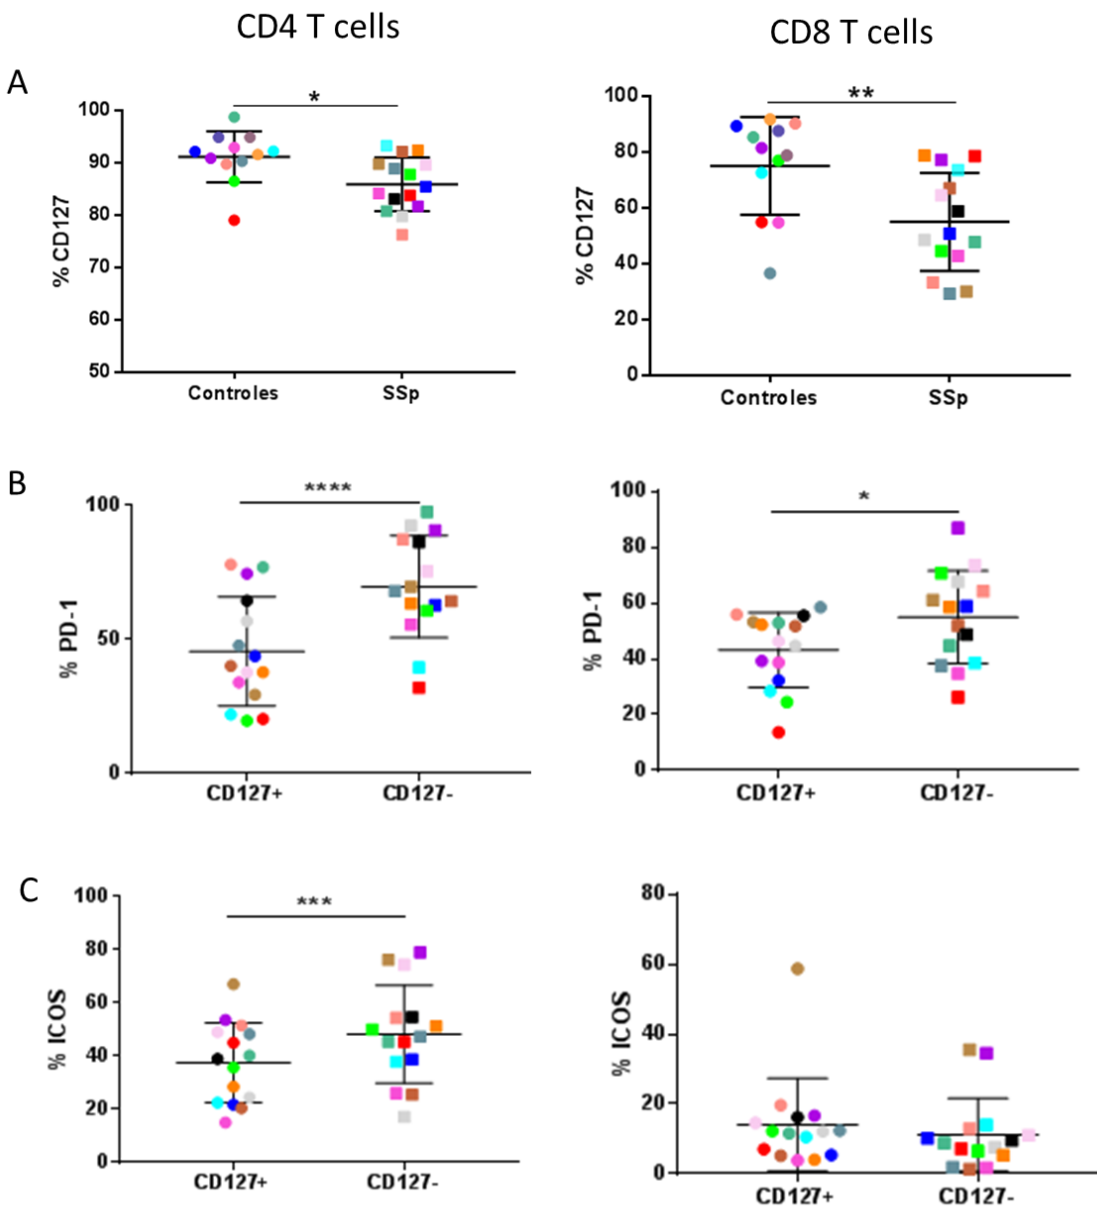 CD4 T cells
CD8 T cells
A
*
% CD127
100
90
80
70
60
50
Controles
SSp
**
% CD127
100
80
60
40
20
0
Controles
SSp
B
****
% PD-1
100
50
0
CD127+
CD127-
*
% PD-1
100
80
60
40
20
0
CD127+
CD127-
C
***
% ICOS
100
80
60
40
20
0
CD127+
CD127-
% ICOS
80
60
40
20
0
CD127+
CD127-